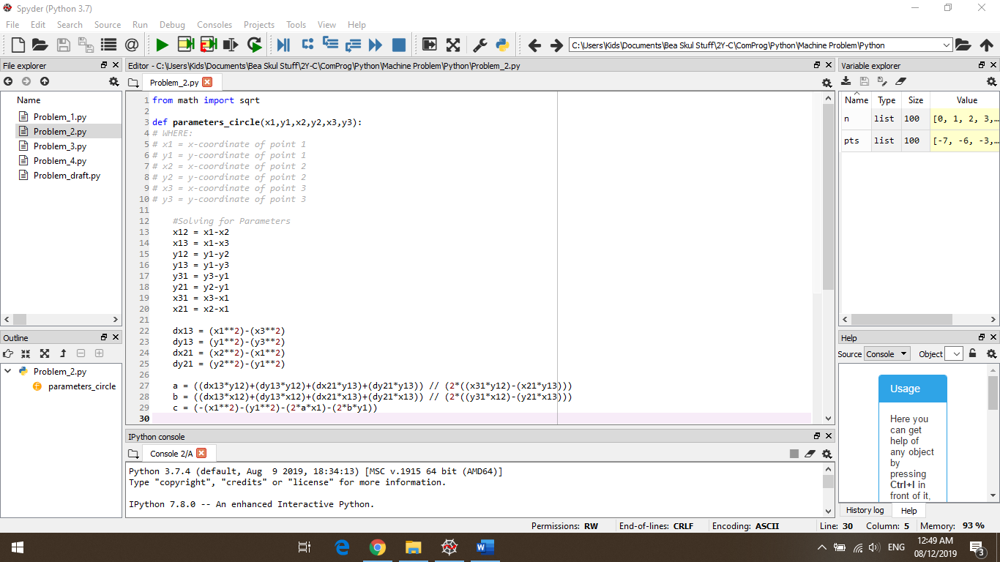 Spyder (Python 3.7)
File Edit Search Source Run Debug Consoles Projects Tools View Help
C:\Users\Kids\Documents\Bea Skul Stuff\2Y-C\ComProg\Python\Machine Problem\Python
File explorer
Name
Problem_1.py
Problem_2.py
Problem_3.py
Problem_4.py
Problem_draft.py
Outline
Problem_2.py
parameters_circle
Editor - C:\Users\Kids\Documents\Bea Skul Stuff\2Y-C\ComProg\Python\Machine Problem\Python\Problem_2.py
Problem_2.py
1 from math import sqrt
2
3 def parameters_circle(x1,y1,x2,y2,x3,y3):
4 # WHERE:
5 # x1 = x-coordinate of point 1
6 # y1 = y-coordinate of point 1
7 # x2 = x-coordinate of point 2
8 # y2 = y-coordinate of point 2
9 # x3 = x-coordinate of point 3
10 # y3 = y-coordinate of point 3
11
12 #Solving for Parameters
13 x12 = x1-x2
14 x13 = x1-x3
15 y12 = y1-y2
16 y13 = y1-y3
17 y31 = y3-y1
18 y21 = y2-y1
19 x31 = x3-x1
20 x21 = x2-x1
21
22 dx13 = (x1**2)-(x3**2)
23 dy13 = (y1**2)-(y3**2)
24 dx21 = (x2**2)-(x1**2)
25 dy21 = (y2**2)-(y1**2)
26
27 a = ((dx13*y12)+(dy13*y12)+(dx21*y13)+(dy21*y13)) // (2*((x31*y12)-(x21*y13)))
28 b = ((dx13*x12)+(dy13*x12)+(dx21*x13)+(dy21*x13)) // (2*((y31*x12)-(y21*x13)))
29 c = (-(x1**2)-(y1**2)-(2*a*x1)-(2*b*y1))
30
IPython console
Console 2/A
Python 3.7.4 (default, Aug  9 2019, 18:34:13) [MSC v.1915 64 bit (AMD64)]
Type "copyright", "credits" or "license" for more information.
IPython 7.8.0 -- An enhanced Interactive Python.
Variable explorer
Name Type Size Value
n list 100 [0, 1, 2, 3,...
pts list 100 [-7, -6, -3,...
Help
Source Console Object
Usage
Here you
can get
help of
any object
by
pressing
Ctrl+I in
front of it,
History log Help
Permissions: RW End-of-lines: CRLF Encoding: ASCII Line: 30 Column: 5 Memory: 93 %
ENG
12:49 AM
08/12/2019
3